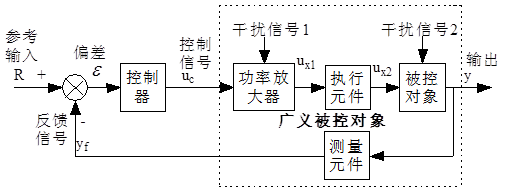 干扰信号1
干扰信号2
参考
输入
R
+
偏差
ε
控制
信号
uc
ux1
ux2
输出
y
控制
器
功率放
大器
执行
元件
被控
对象
广义被控对象
反馈
信号
-
yf
测量
元件